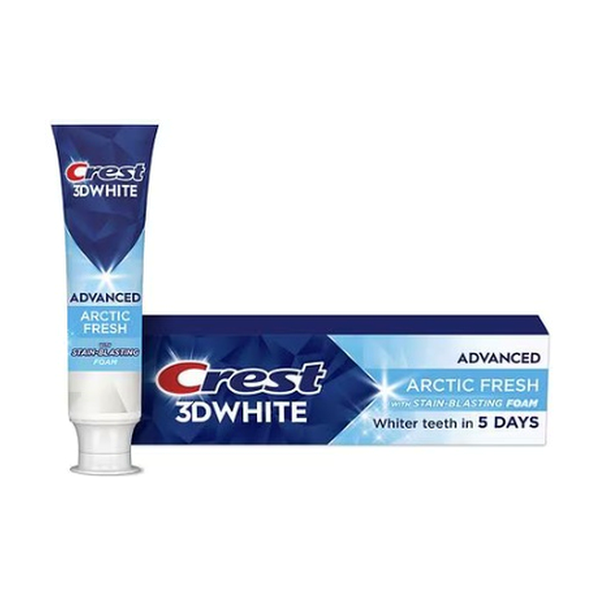 Crest
3DWHITE
ADVANCED
ARCTIC
FRESH
WITH
STAIN-BLASTING
FOAM
Crest
3DWHITE
ADVANCED
ARCTIC FRESH
WITH STAIN-BLASTING FOAM
Whiter teeth in 5 DAYS